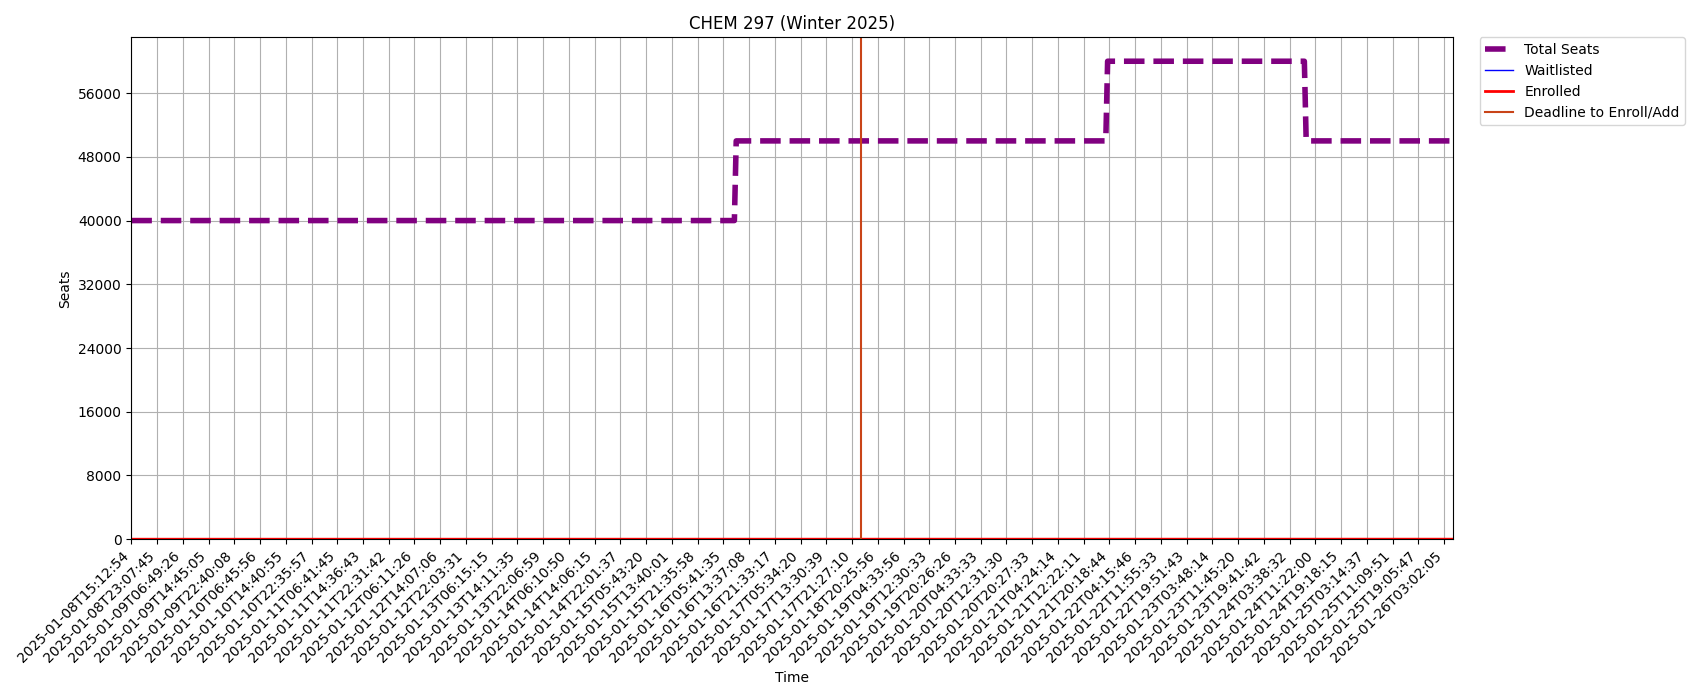 CHEM 297 (Winter 2025)
Total Seats
Waitlisted
Enrolled
Deadline to Enroll/Add
Seats
56000
48000
40000
32000
24000
16000
8000
0
2025-01-08T15:12:54
2025-01-08T23:07:45
2025-01-09T06:49:26
2025-01-09T14:45:05
2025-01-09T22:40:08
2025-01-10T06:45:56
2025-01-10T14:40:55
2025-01-10T22:35:57
2025-01-11T06:41:45
2025-01-11T14:36:43
2025-01-11T22:31:42
2025-01-12T06:11:26
2025-01-12T14:07:06
2025-01-12T22:03:31
2025-01-13T06:15:15
2025-01-13T14:11:35
2025-01-13T22:06:59
2025-01-14T06:10:50
2025-01-14T14:06:15
2025-01-14T22:01:37
2025-01-15T05:43:20
2025-01-15T13:40:01
2025-01-15T21:35:58
2025-01-16T05:41:35
2025-01-16T13:37:08
2025-01-16T21:33:17
2025-01-17T05:34:20
2025-01-17T13:30:39
2025-01-17T21:27:10
2025-01-18T20:25:56
2025-01-19T04:33:56
2025-01-19T12:30:33
2025-01-19T20:26:26
2025-01-20T04:33:33
2025-01-20T12:31:30
2025-01-20T20:27:33
2025-01-21T04:24:14
2025-01-21T12:22:11
2025-01-21T20:18:44
2025-01-22T04:15:46
2025-01-22T11:55:33
2025-01-22T19:51:43
2025-01-23T03:48:14
2025-01-23T11:45:20
2025-01-23T19:41:42
2025-01-24T03:38:32
2025-01-24T11:22:00
2025-01-24T19:18:15
2025-01-25T03:14:37
2025-01-25T11:09:51
2025-01-25T19:05:47
2025-01-26T03:02:05
Time